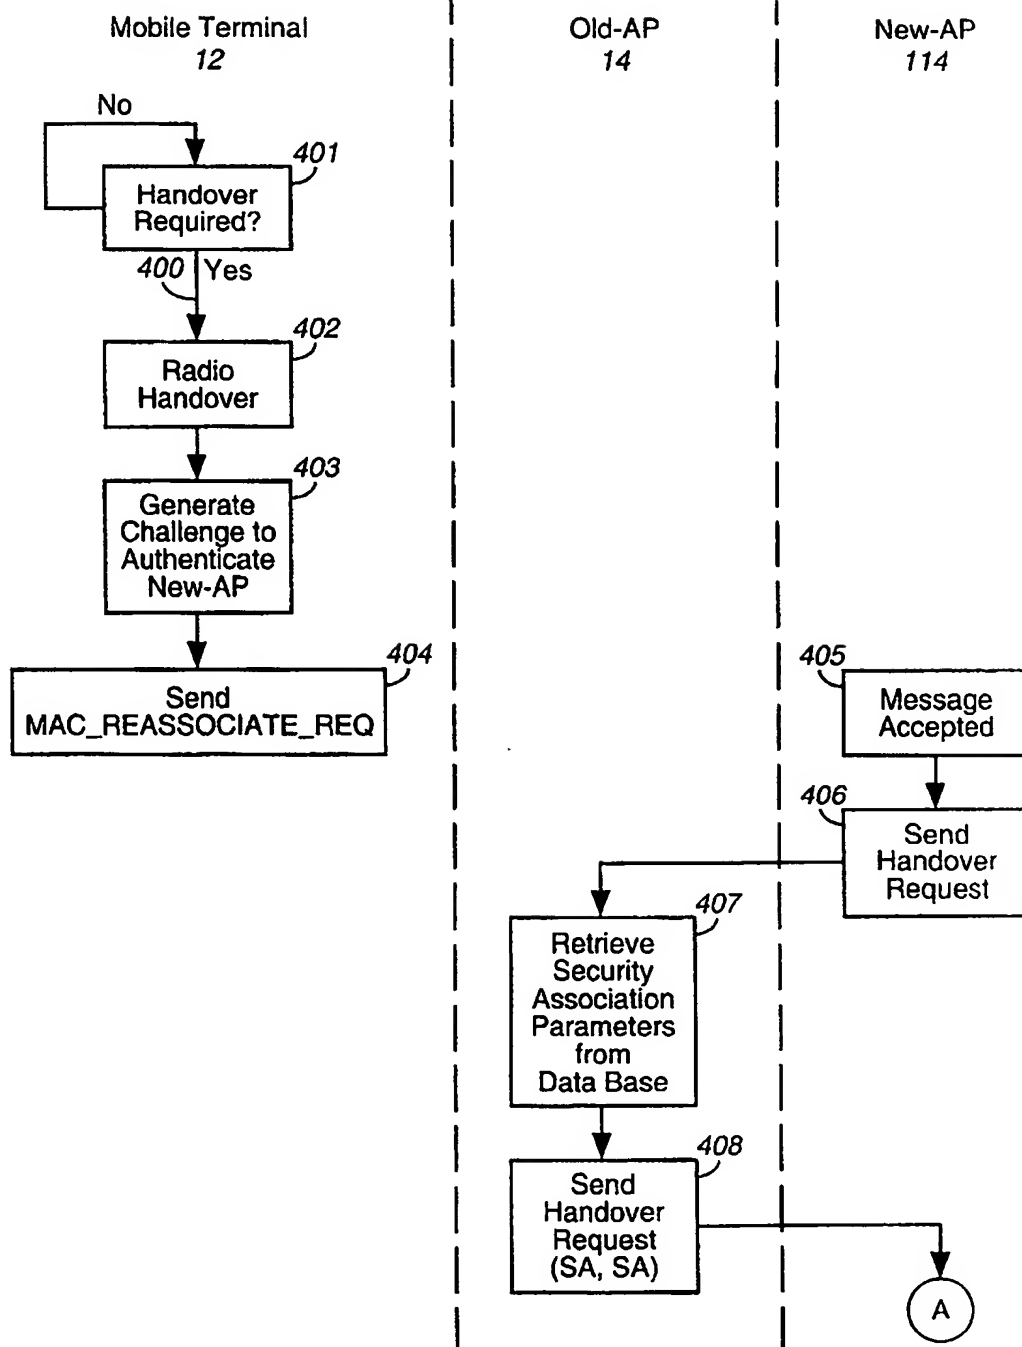 Mobile Terminal
12
Old-AP
14
New-AP
114
No
401
Handover
Required?
400
Yes
402
Radio
Handover
403
Generate
Challenge to
Authenticate
New-AP
404
Send
MAC_REASSOCIATE_REQ
405
Message
Accepted
406
Send
Handover
Request
407
Retrieve
Security
Association
Parameters
from
Data Base
408
Send
Handover
Request
(SA, SA)
A